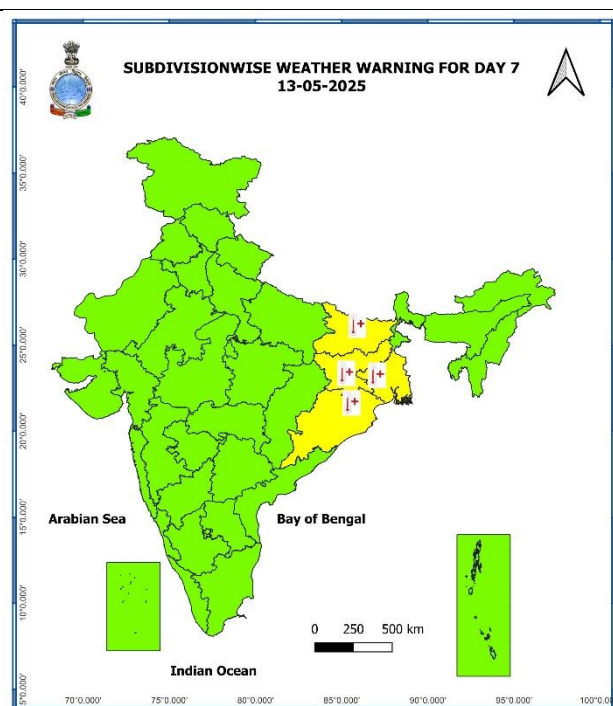 SUBDIVISIONWISE WEATHER WARNING FOR DAY 7
13-05-2025
40°0.000'
35°0.000'
30°0.000'
25°0.000'
20°0.000'
15°0.000'
10°0.000'
5°0.000'
Arabian Sea
Bay of Bengal
0 250 500 km
Indian Ocean
70°0.000' 75°0.000' 80°0.000' 85°0.000' 90°0.000' 95°0.000'